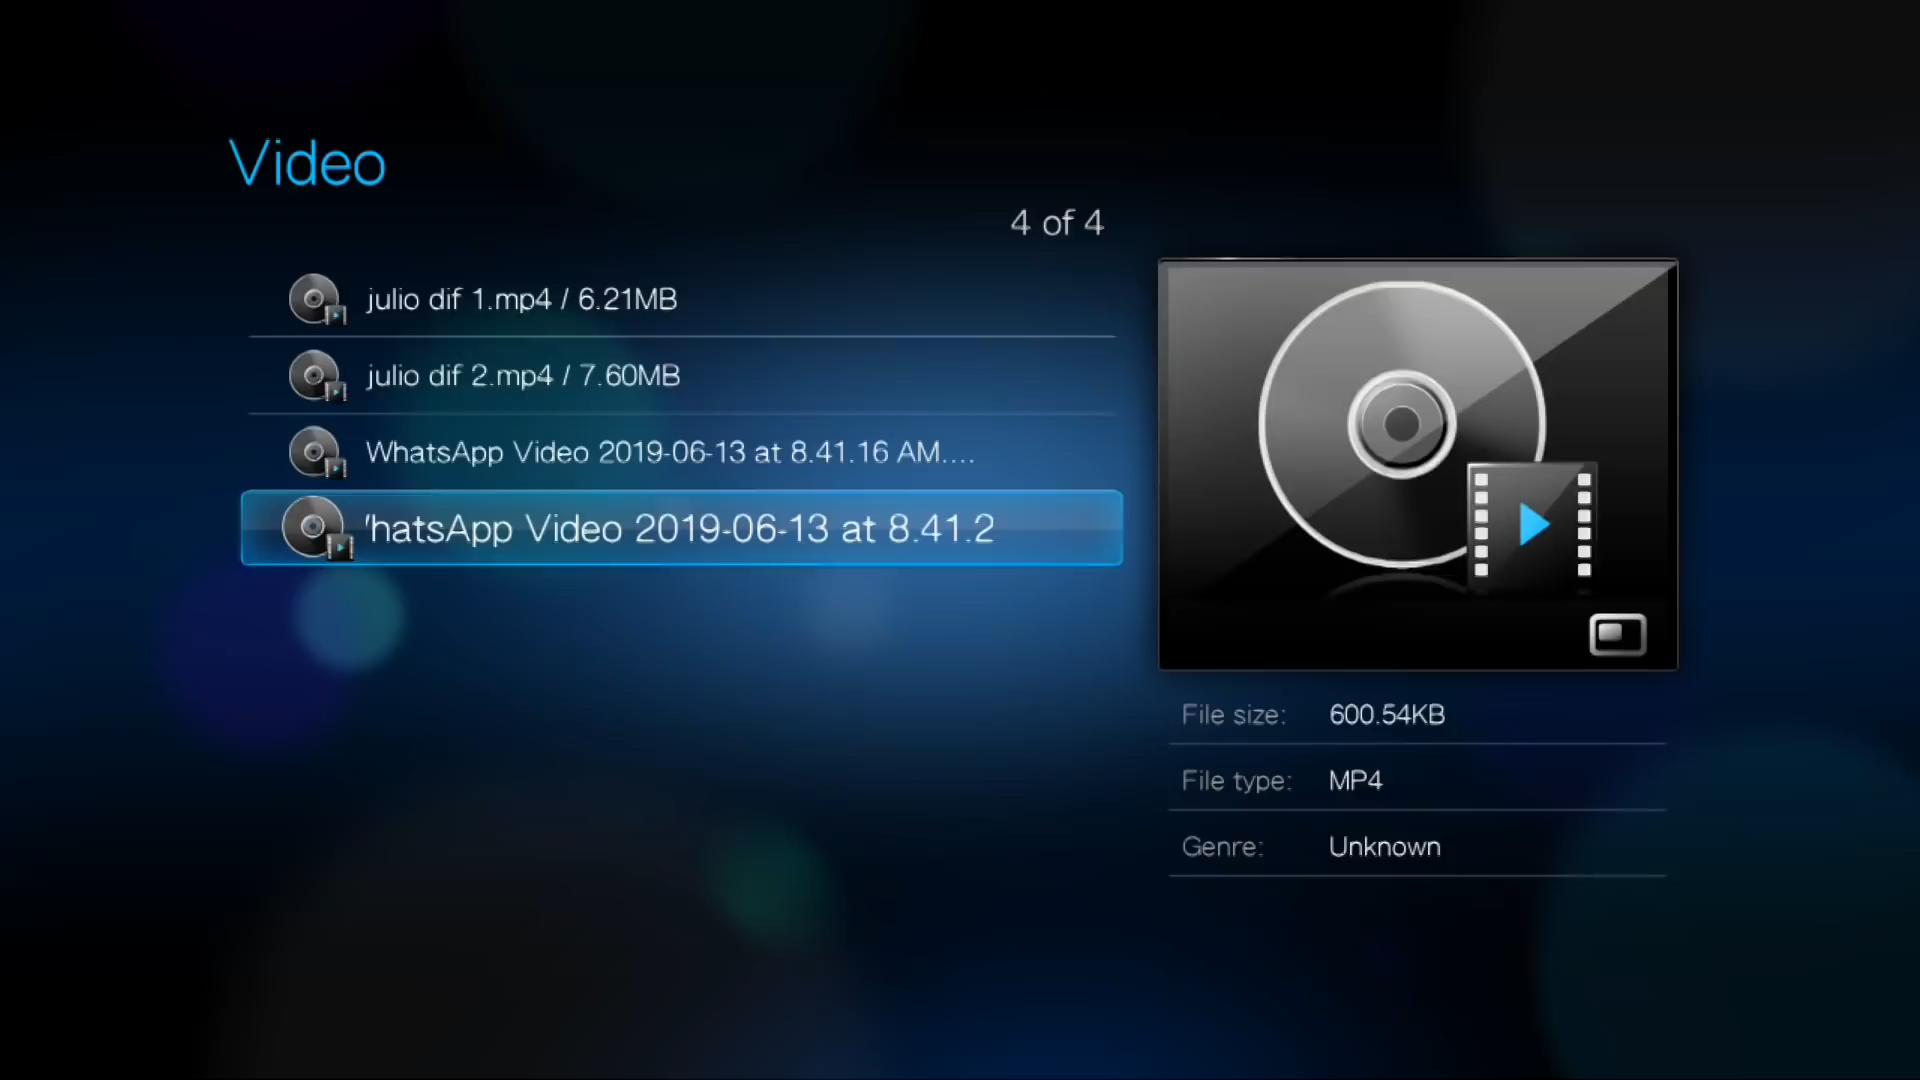 Video
4 of 4
julio dif 1.mp4 / 6.21MB
julio dif 2.mp4 / 7.60MB
WhatsApp Video 2019-06-13 at 8.41.16 AM....
'hatsApp Video 2019-06-13 at 8.41.2
File size: 600.54KB
File type: MP4
Genre: Unknown